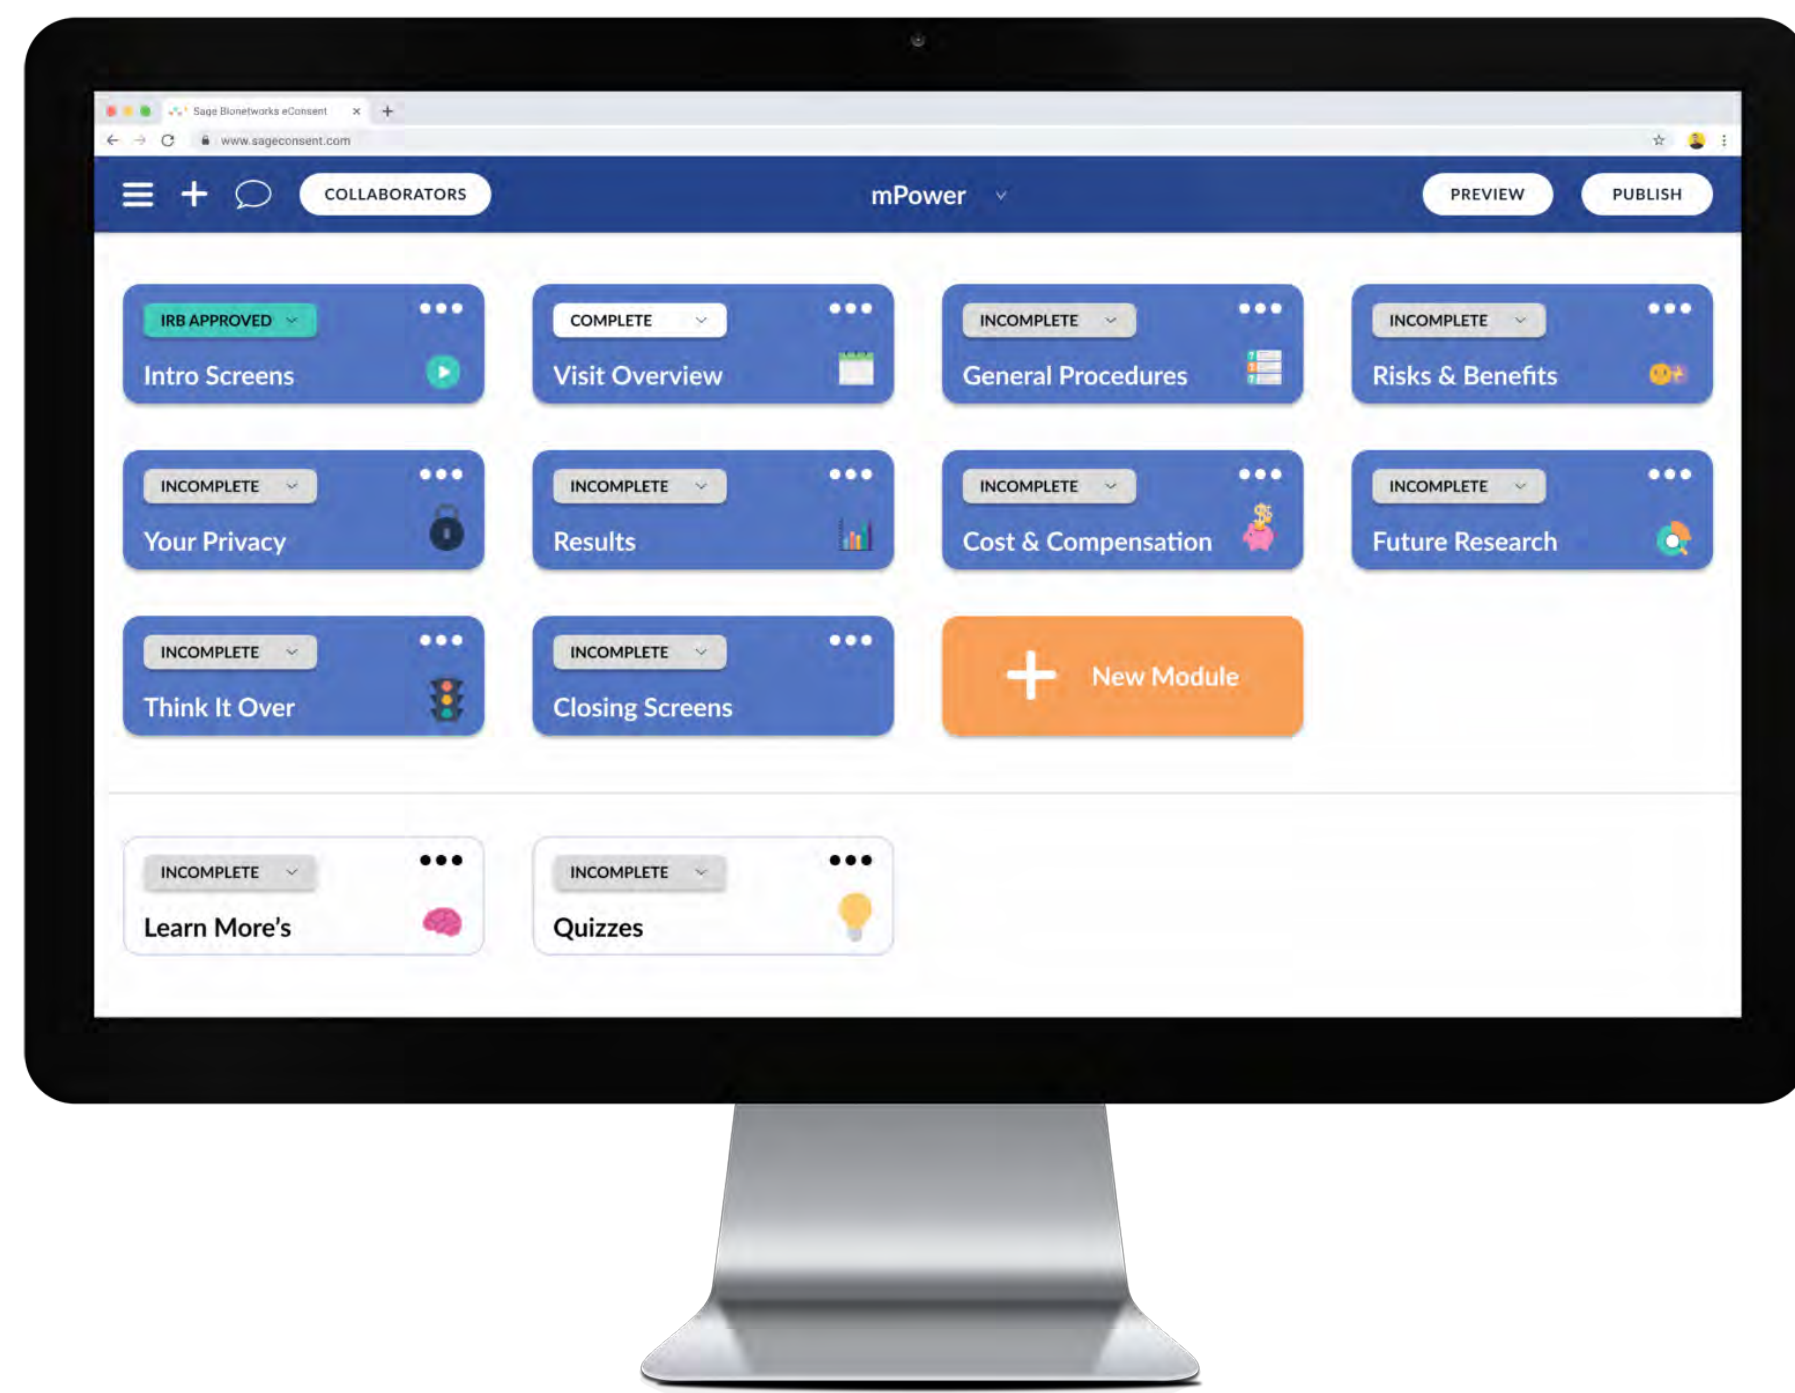 Sage Bionetworks eConsent
www.sageconsent.com
COLLABORATORS
mPower
PREVIEW
PUBLISH
IRB APPROVED
Intro Screens
COMPLETE
Visit Overview
INCOMPLETE
General Procedures
INCOMPLETE
Risks & Benefits
INCOMPLETE
Your Privacy
INCOMPLETE
Results
INCOMPLETE
Cost & Compensation
INCOMPLETE
Future Research
INCOMPLETE
Think It Over
INCOMPLETE
Closing Screens
New Module
INCOMPLETE
Learn More’s
INCOMPLETE
Quizzes